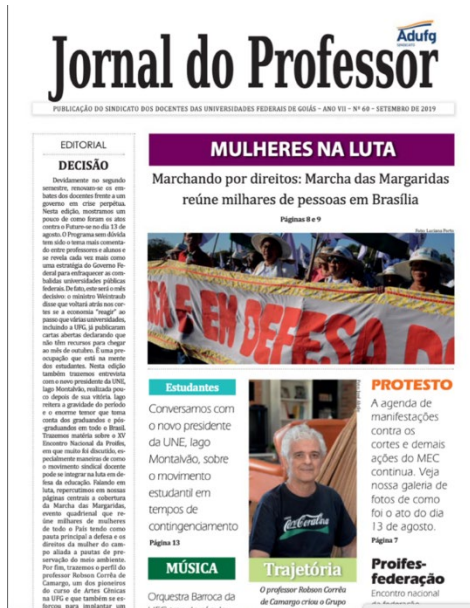 Adufg
SINDICATO
Jornal do Professor
PUBLICAÇÃO DO SINDICATO DOS DOCENTES DAS UNIVERSIDADES FEDERAIS DE GOIÁS – ANO VII – Nº 60 – SETEMBRO DE 2019
EDITORIAL
DECISÃO
Devidamente no segundo
semestre, renovam-se os em-
bates dos docentes frente a um
governo em crise perpétua.
Nesta edição, mostramos um
pouco de como foram os atos
contra o Future-se no dia 13 de
agosto. O Programa sem dúvida
tem sido o tema mais comenta-
do entre professores e alunos e
se revela cada vez mais como
uma estratégia do Governo Fe-
deral para enfraquecer as com-
balidas universidades públicas
federais. De fato, este será o mês
decisivo: o ministro Weintraub
disse que voltará atrás nos cor-
tes se a economia "reagir" ao
passo que várias universidades,
incluindo a UFG, já publicaram
cartas abertas declarando que
não têm recursos para chegar
ao mês de outubro. É uma pre-
ocupação que está na mente
dos estudantes. Nesta edição
também trazemos entrevista
com o novo presidente da UNE,
Iago Montalvão, realizada pou-
co depois de sua vitória. Iago
reitera a gravidade do período
e o enorme temor que toma
conta dos graduandos e pós-
-graduandos em todo o Brasil.
Trazemos matéria sobre o XV
Encontro Nacional da Proifes,
em que muito foi discutido, es-
pecialmente maneiras de como
o movimento sindical docente
pode se integrar na luta em de-
fesa da educação. Falando em
luta, repercutimos em nossas
páginas centrais a cobertura
da Marcha das Margaridas,
evento quadrienal que re-
úne milhares de mulheres
de todo o País tendo como
pauta principal a defesa e os
direitos da mulher do cam-
po aliada a pautas de pre-
servação do meio ambiente.
Por fim, trazemos o perfil do
professor Robson Corrêa de
Camargo, um dos pioneiros
do curso de Artes Cênicas
na UFG e que também se es-
forçou para implantar um
MULHERES NA LUTA
Marchando por direitos: Marcha das Margaridas
reúne milhares de pessoas em Brasília
Páginas 8 e 9
Foto: Luciana Porto
E EM DEFESA D
Estudantes
Conversamos com
o novo presidente
da UNE, Iago
Montalvão, sobre
o movimento
estudantil em
tempos de
contingenciamento
Página 13
MÚSICA
Orquestra Barroca da
Trajetória
O professor Robson Corrêa
de Camargo criou o Grupo
PROTESTO
A agenda de
manifestações
contra os
cortes e demais
ações do MEC
continua. Veja
nossa galeria de
fotos de como
foi o ato do dia
13 de agosto.
Página 7
Proifes-
federação
Encontro nacional